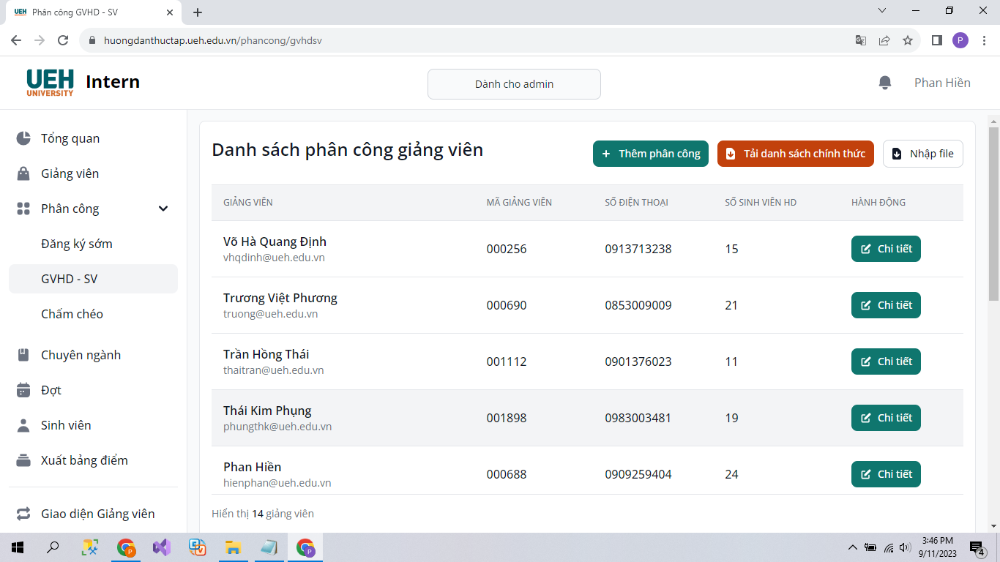 UEH
Phân công GVHD - SV
huongdanthuctap.ueh.edu.vn/phancong/gvhdsv
P
UEH
UNIVERSITY
Intern
Dành cho admin
Phan Hiền
Tổng quan
Giảng viên
Phân công
Đăng ký sớm
GVHD - SV
Chấm chéo
Chuyên ngành
Đợt
Sinh viên
Xuất bảng điểm
Giao diện Giảng viên
Danh sách phân công giảng viên
+ Thêm phân công
Tải danh sách chính thức
Nhập file
GIẢNG VIÊN MÃ GIẢNG VIÊN SỐ ĐIỆN THOẠI SỐ SINH VIÊN HD HÀNH ĐỘNG
Võ Hà Quang Định 000256 0913713238 15 Chi tiết
vhqdinh@ueh.edu.vn
Trương Việt Phương 000690 0853009009 21 Chi tiết
truong@ueh.edu.vn
Trần Hồng Thái 001112 0901376023 11 Chi tiết
thaitran@ueh.edu.vn
Thái Kim Phụng 001898 0983003481 19 Chi tiết
phungthk@ueh.edu.vn
Phan Hiền 000688 0909259404 24 Chi tiết
hienphan@ueh.edu.vn
Hiển thị 14 giảng viên
P
P
3:46 PM
9/11/2023
4